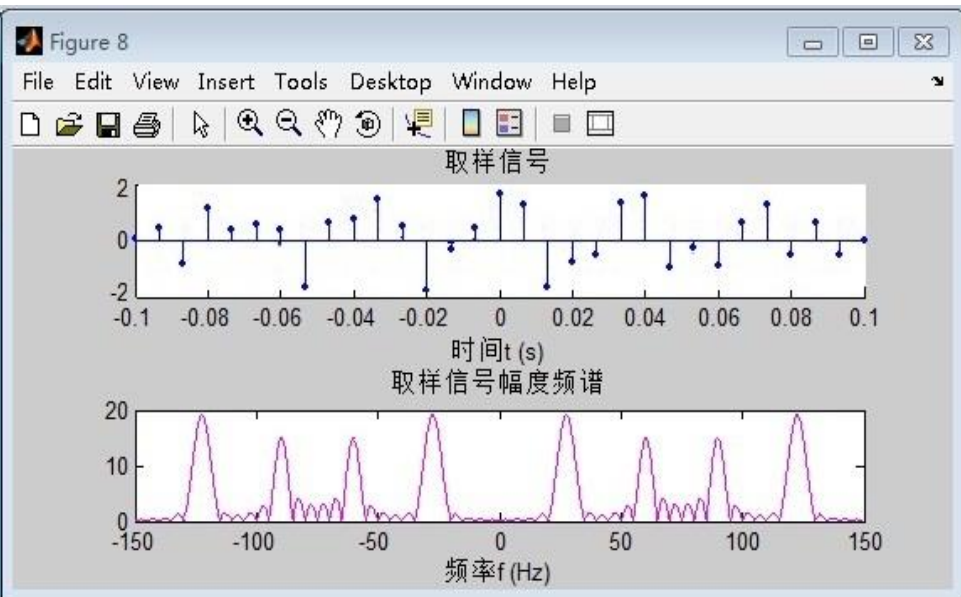 Figure 8
File Edit View Insert Tools Desktop Window Help
取样信号
2
0
-2
-0.1 -0.08 -0.06 -0.04 -0.02 0 0.02 0.04 0.06 0.08 0.1
时间t (s)
取样信号幅度频谱
20
10
0
-150 -100 -50 0 50 100 150
频率f (Hz)